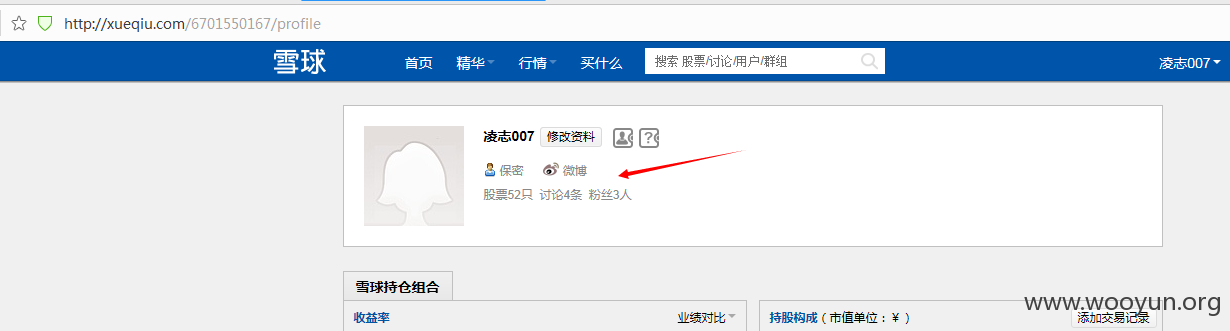 http://xueqiu.com/6701550167/profile
雪球 首页 精华 行情 买什么 搜索 股票/讨论/用户/群组 凌志007
凌志007 修改资料 ?
保密 微博
股票52只 讨论4条 粉丝3人
雪球持仓组合
收益率 业绩对比 持股构成 ( 市值单位：¥ ) 添加交易记录
www.wooyun.org